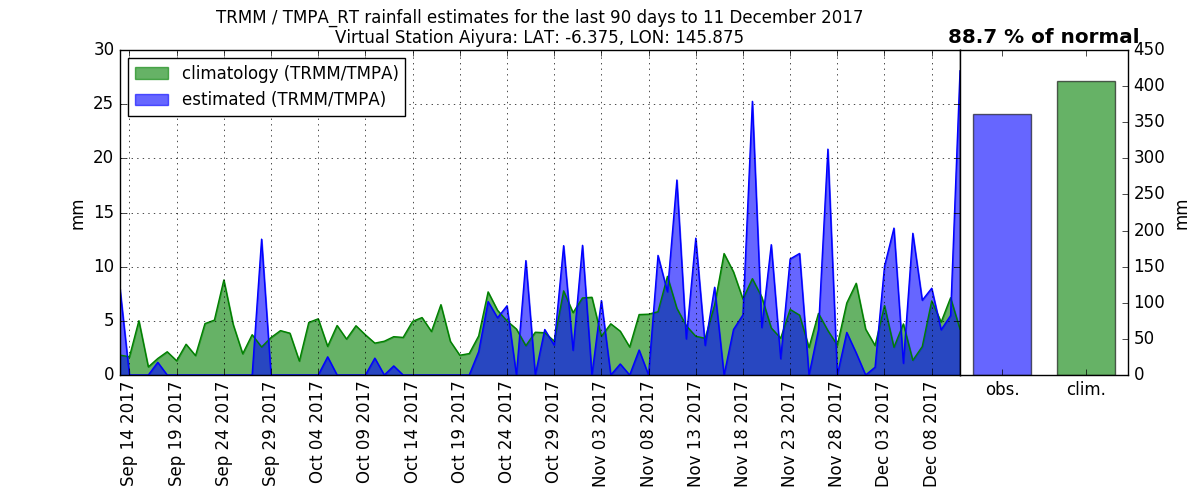 TRMM / TMPA_RT rainfall estimates for the last 90 days to 11 December 2017
Virtual Station Aiyura: LAT: -6.375, LON: 145.875
88.7 % of normal
climatology (TRMM/TMPA)
estimated (TRMM/TMPA)
30
25
20
15
10
5
0
mm
450
400
350
300
250
200
150
100
50
0
mm
Sep 14 2017
Sep 19 2017
Sep 24 2017
Sep 29 2017
Oct 04 2017
Oct 09 2017
Oct 14 2017
Oct 19 2017
Oct 24 2017
Oct 29 2017
Nov 03 2017
Nov 08 2017
Nov 13 2017
Nov 18 2017
Nov 23 2017
Nov 28 2017
Dec 03 2017
Dec 08 2017
obs.
clim.